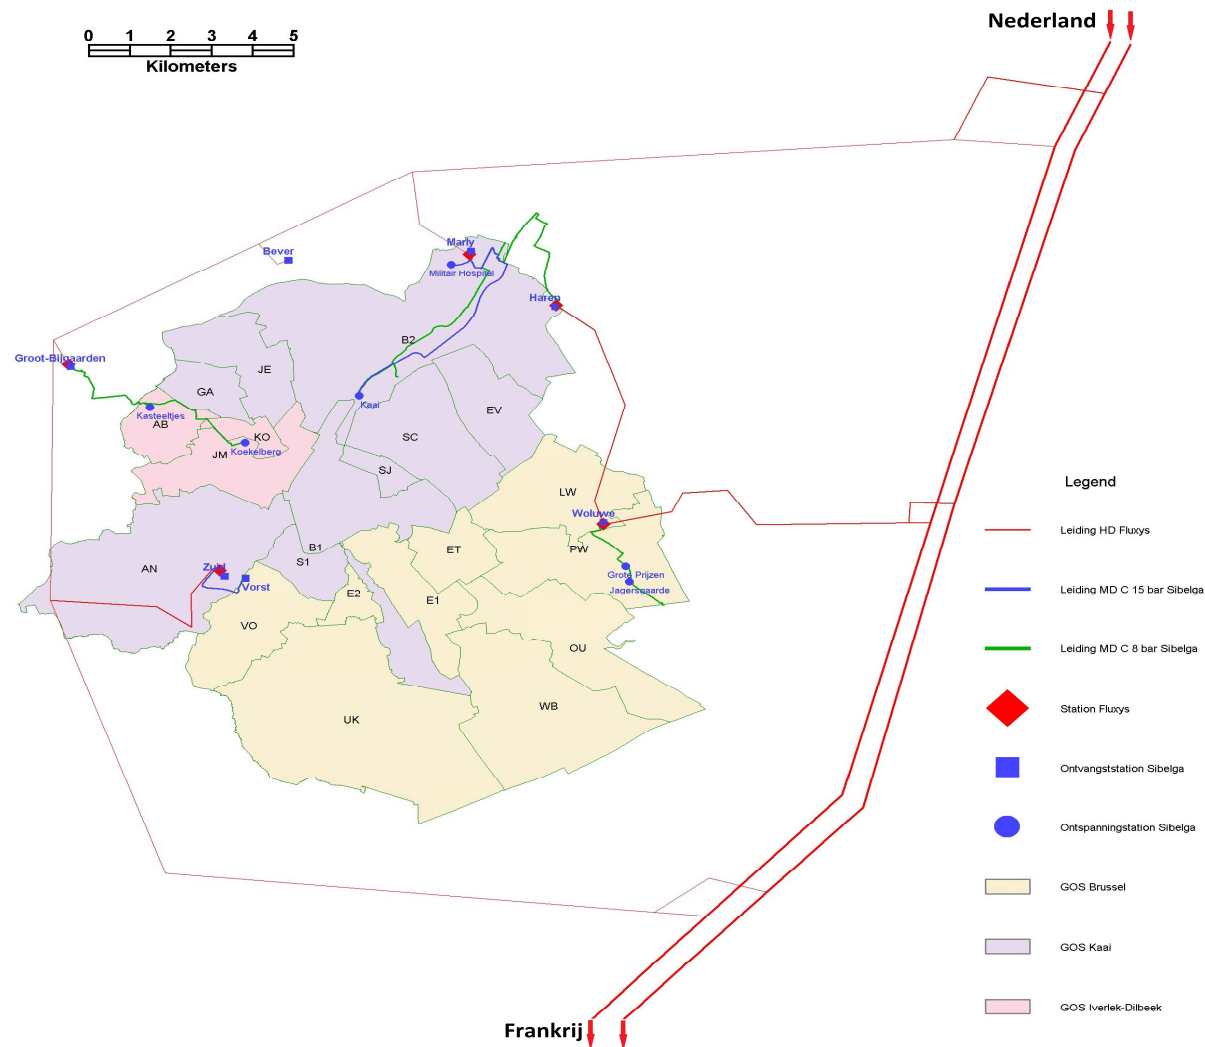 Nederland
0 1 2 3 4 5
Kilometers
Marly
Militair Hospital
Bever
Haren
Groot-Bijgaarden
B2
JE
GA
Kaai
Kasteeltjes
AB
KO
Koekelberg
JM
EV
SC
SJ
LW
Woluwe
PW
ET
B1
S1
AN
Zuid
Vorst
Grote Prijzen
Jagersgaarde
E2
E1
VO
OU
UK
WB
Legend
Leiding HD Fluxys
Leiding MD C 15 bar Sibelga
Leiding MD C 8 bar Sibelga
Station Fluxys
Ontvangststation Sibelga
Ontspanningstation Sibelga
GOS Brussel
GOS Kaai
GOS Iverlek-Dilbeek
Frankrij